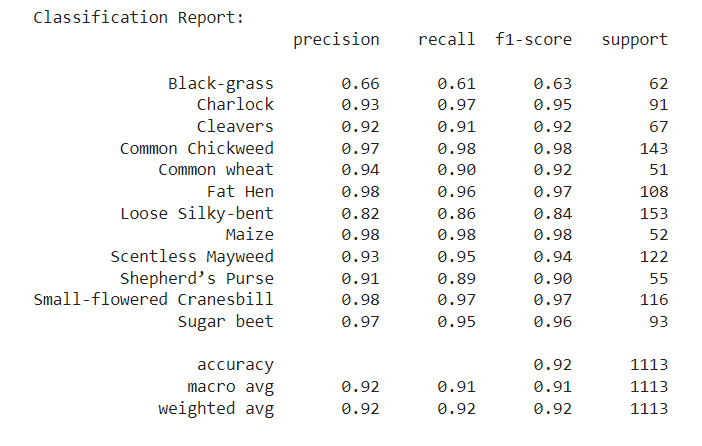 Classification Report:
precision recall f1-score support
Black-grass 0.66 0.61 0.63 62
Charlock 0.93 0.97 0.95 91
Cleavers 0.92 0.91 0.92 67
Common Chickweed 0.97 0.98 0.98 143
Common wheat 0.94 0.90 0.92 51
Fat Hen 0.98 0.96 0.97 108
Loose Silky-bent 0.82 0.86 0.84 153
Maize 0.98 0.98 0.98 52
Scentless Mayweed 0.93 0.95 0.94 122
Shepherd’s Purse 0.91 0.89 0.90 55
Small-flowered Cranesbill 0.98 0.97 0.97 116
Sugar beet 0.97 0.95 0.96 93
accuracy 0.92 1113
macro avg 0.92 0.91 0.91 1113
weighted avg 0.92 0.92 0.92 1113